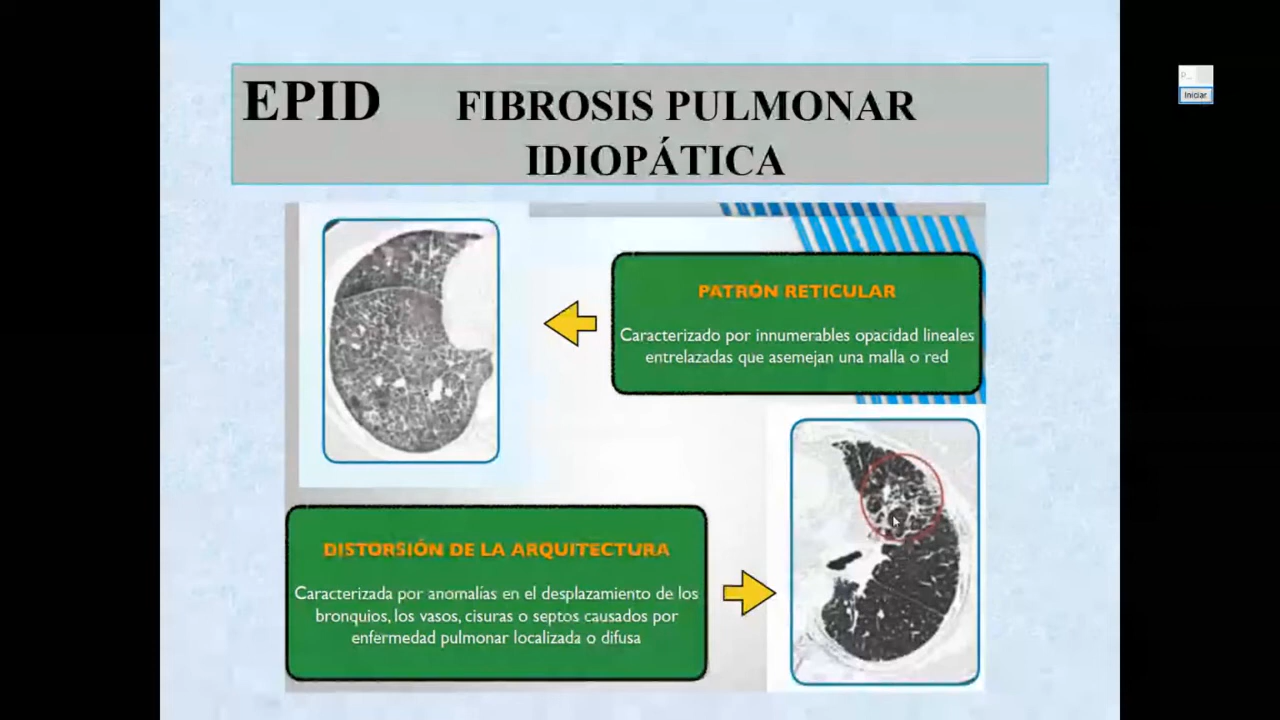 EPID FIBROSIS PULMONAR
IDIOPÁTICA
P...
Iniciar
PATRÓN RETICULAR
Caracterizado por innumerables opacidad lineales
entrelazadas que asemejan una malla o red
DISTORSIÓN DE LA ARQUITECTURA
Caracterizada por anomalías en el desplazamiento de los
bronquios, los vasos, cisuras o septos causados por
enfermedad pulmonar localizada o difusa